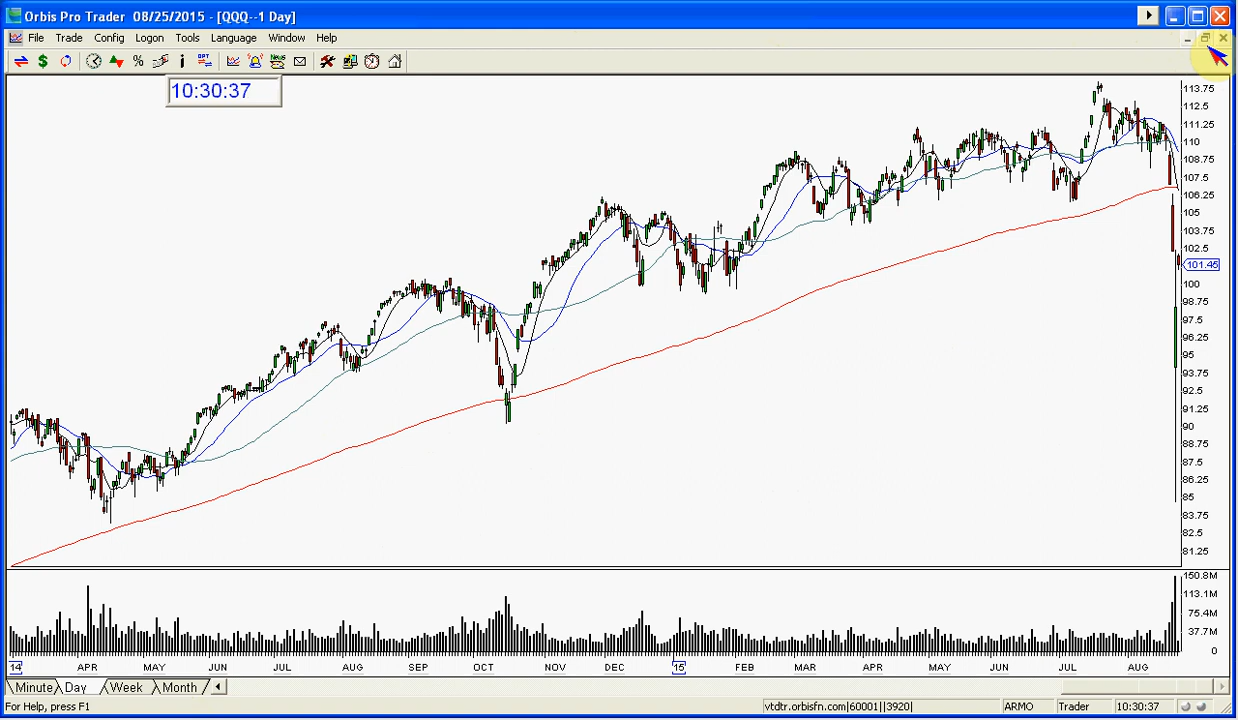 Orbis Pro Trader 08/25/2015 - [QQQ--1 Day]
File Trade Config Logon Tools Language Window Help
$ % i OPT News
10:30:37
113.75
112.5
111.25
110
108.75
107.5
106.25
105
103.75
102.5
101.45
100
98.75
97.5
96.25
95
93.75
92.5
91.25
90
88.75
87.5
86.25
85
83.75
82.5
81.25
150.8M
113.1M
75.4M
37.7M
0
14 APR MAY JUN JUL AUG SEP OCT NOV DEC 15 FEB MAR APR MAY JUN JUL AUG
Minute Day Week Month
For Help, press F1 vtdtr.orbisfn.com|60001||3920| ARMO Trader 10:30:37